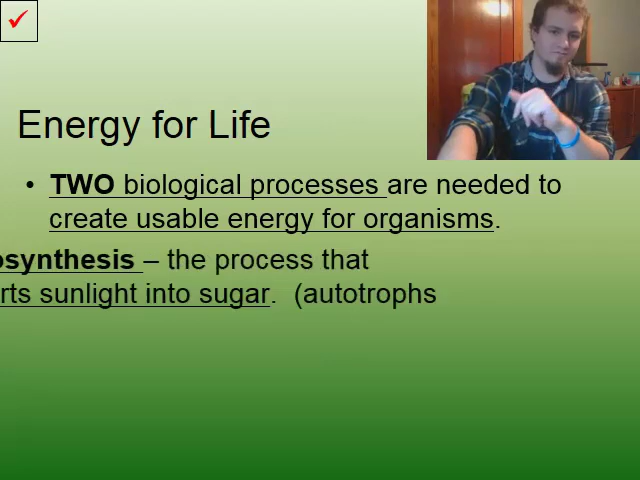 Energy for Life
• TWO biological processes are needed to
create usable energy for organisms.
osynthesis – the process that
rts sunlight into sugar. (autotrophs